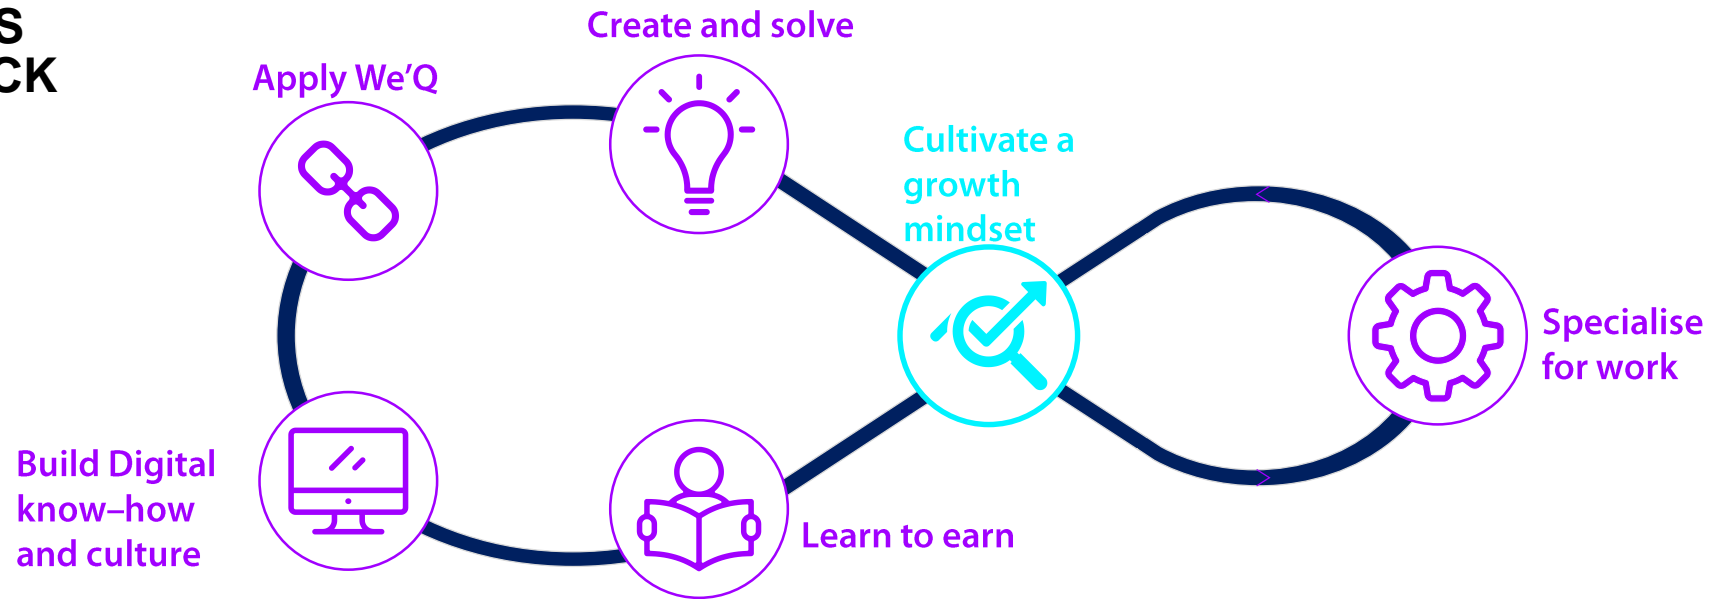 S
CK
Create and solve
Apply We’Q
Cultivate a
growth
mindset
Specialise
for work
Build Digital
know–how
and culture
Learn to earn